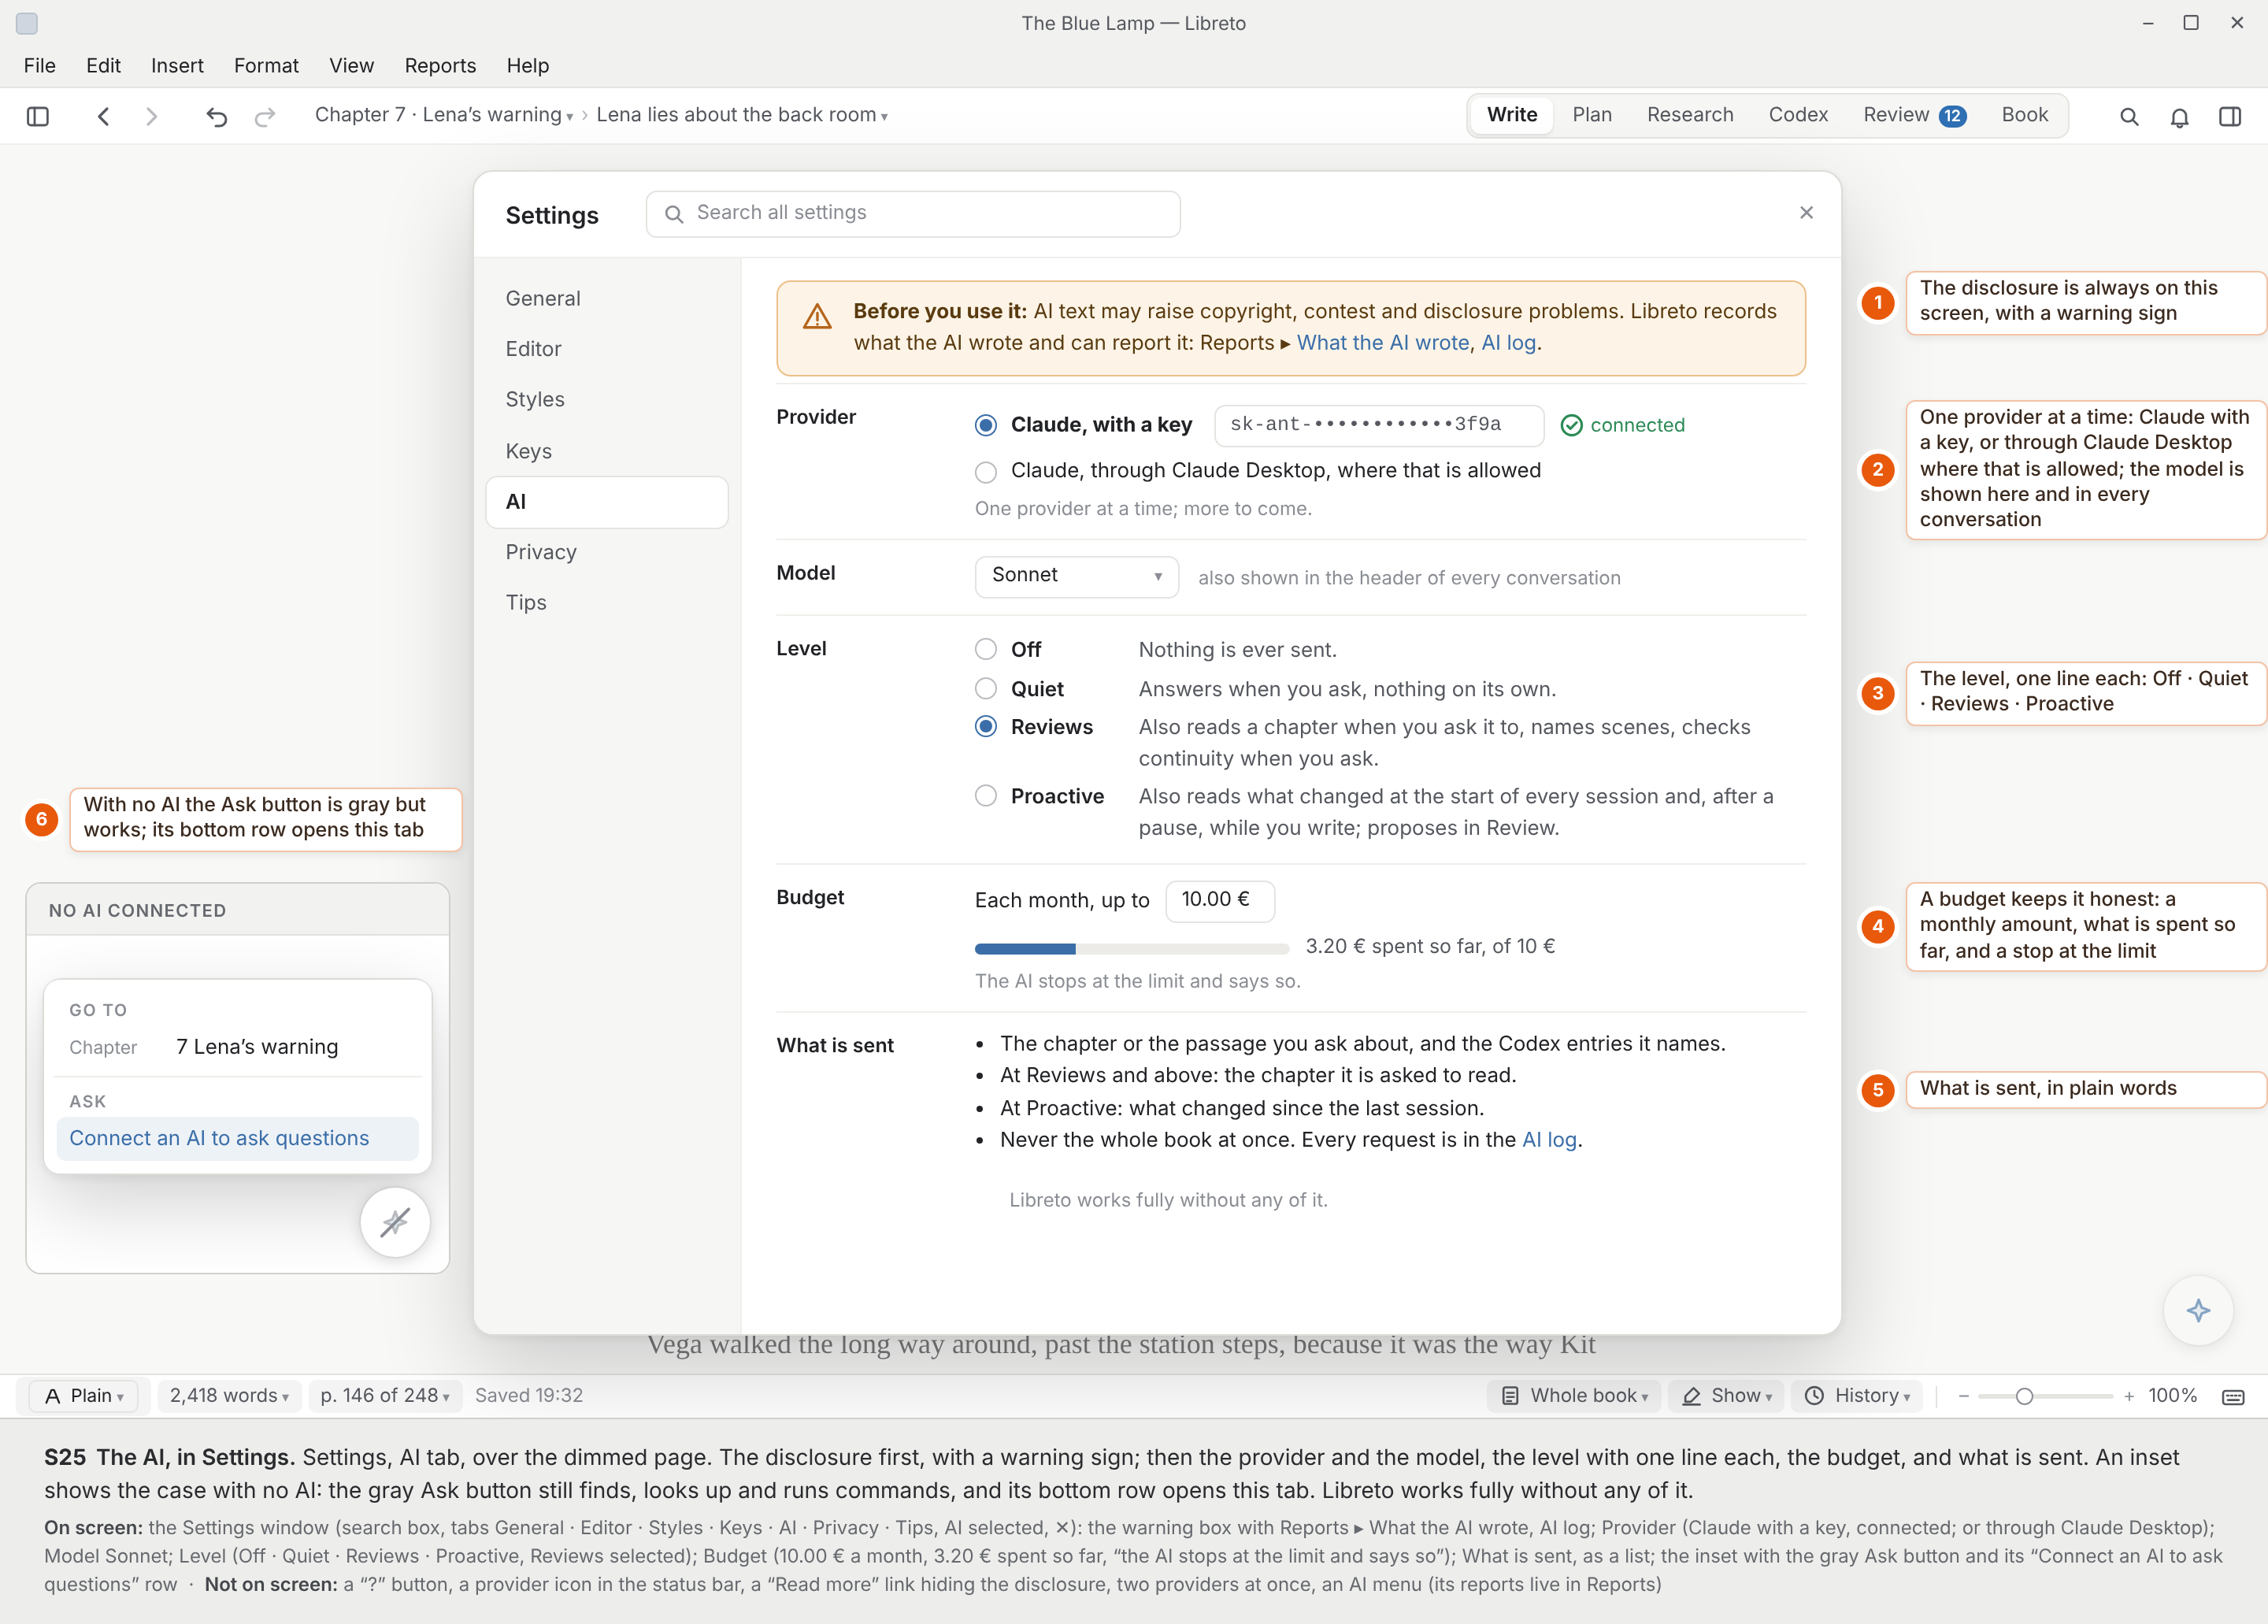 The Blue Lamp — Libreto
File Edit Insert Format View Reports Help
Chapter 7 · Lena’s warning ▾ › Lena lies about the back room ▾
Write Plan Research Codex Review 12 Book
Settings
Search all settings
General
Editor
Styles
Keys
AI
Privacy
Tips
Before you use it: AI text may raise copyright, contest and disclosure problems. Libreto records
what the AI wrote and can report it: Reports ▸ What the AI wrote, AI log.
Provider
Claude, with a key sk-ant-••••••••••••3f9a connected
Claude, through Claude Desktop, where that is allowed
One provider at a time; more to come.
Model
Sonnet ▾ also shown in the header of every conversation
Level
Off Nothing is ever sent.
Quiet Answers when you ask, nothing on its own.
Reviews Also reads a chapter when you ask it to, names scenes, checks
continuity when you ask.
Proactive Also reads what changed at the start of every session and, after a
pause, while you write; proposes in Review.
Budget
Each month, up to 10.00 €
3.20 € spent so far, of 10 €
The AI stops at the limit and says so.
What is sent
• The chapter or the passage you ask about, and the Codex entries it names.
• At Reviews and above: the chapter it is asked to read.
• At Proactive: what changed since the last session.
• Never the whole book at once. Every request is in the AI log.
Libreto works fully without any of it.
1
The disclosure is always on this
screen, with a warning sign
2
One provider at a time: Claude with
a key, or through Claude Desktop
where that is allowed; the model is
shown here and in every
conversation
3
The level, one line each: Off · Quiet
· Reviews · Proactive
4
A budget keeps it honest: a
monthly amount, what is spent so
far, and a stop at the limit
5
What is sent, in plain words
6
With no AI the Ask button is gray but
works; its bottom row opens this tab
NO AI CONNECTED
GO TO
Chapter 7 Lena’s warning
ASK
Connect an AI to ask questions
Vega walked the long way around, past the station steps, because it was the way Kit
A Plain ▾ 2,418 words ▾ p. 146 of 248 ▾ Saved 19:32
Whole book ▾ Show ▾ History ▾ − + 100%
S25 The AI, in Settings. Settings, AI tab, over the dimmed page. The disclosure first, with a warning sign; then the provider and the model, the level with one line each, the budget, and what is sent. An inset
shows the case with no AI: the gray Ask button still finds, looks up and runs commands, and its bottom row opens this tab. Libreto works fully without any of it.
On screen: the Settings window (search box, tabs General · Editor · Styles · Keys · AI · Privacy · Tips, AI selected, ✕): the warning box with Reports ▸ What the AI wrote, AI log; Provider (Claude with a key, connected; or through Claude Desktop);
Model Sonnet; Level (Off · Quiet · Reviews · Proactive, Reviews selected); Budget (10.00 € a month, 3.20 € spent so far, “the AI stops at the limit and says so”); What is sent, as a list; the inset with the gray Ask button and its “Connect an AI to ask
questions” row · Not on screen: a “?” button, a provider icon in the status bar, a “Read more” link hiding the disclosure, two providers at once, an AI menu (its reports live in Reports)